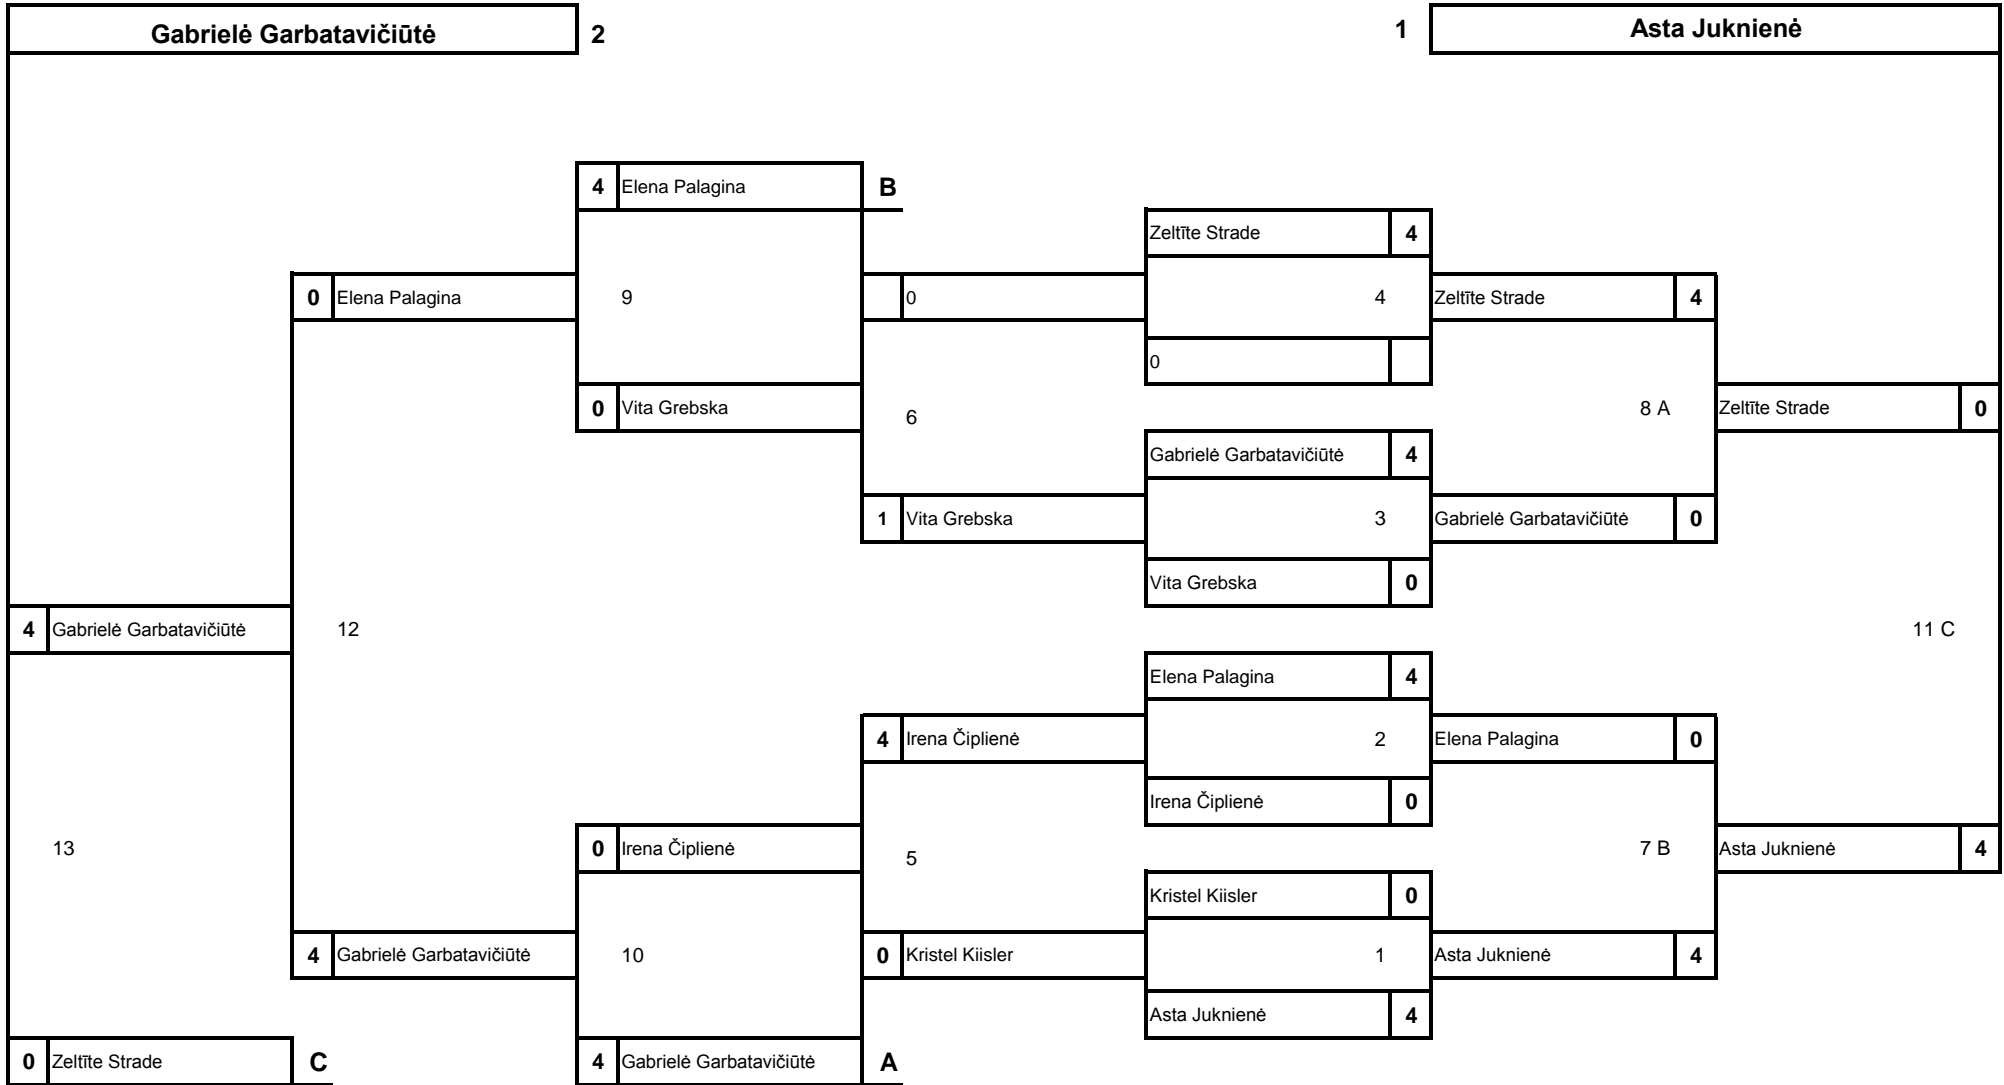 Gabrielė Garbatavičiūtė 2 1 Asta Juknienė
4 Elena Palagina B
Zeltīte Strade 4
0 Elena Palagina 9 0 4 Zeltīte Strade 4
0
0 Vita Grebska 6 8 A Zeltīte Strade 0
Gabrielė Garbatavičiūtė 4
1 Vita Grebska 3 Gabrielė Garbatavičiūtė 0
Vita Grebska 0
4 Gabrielė Garbatavičiūtė 12 11 C
Elena Palagina 4
4 Irena Čiplienė 2 Elena Palagina 0
Irena Čiplienė 0
13 0 Irena Čiplienė 5 7 B Asta Juknienė 4
Kristel Kiisler 0
4 Gabrielė Garbatavičiūtė 10 0 Kristel Kiisler 1 Asta Juknienė 4
Asta Juknienė 4
0 Zeltīte Strade C 4 Gabrielė Garbatavičiūtė A